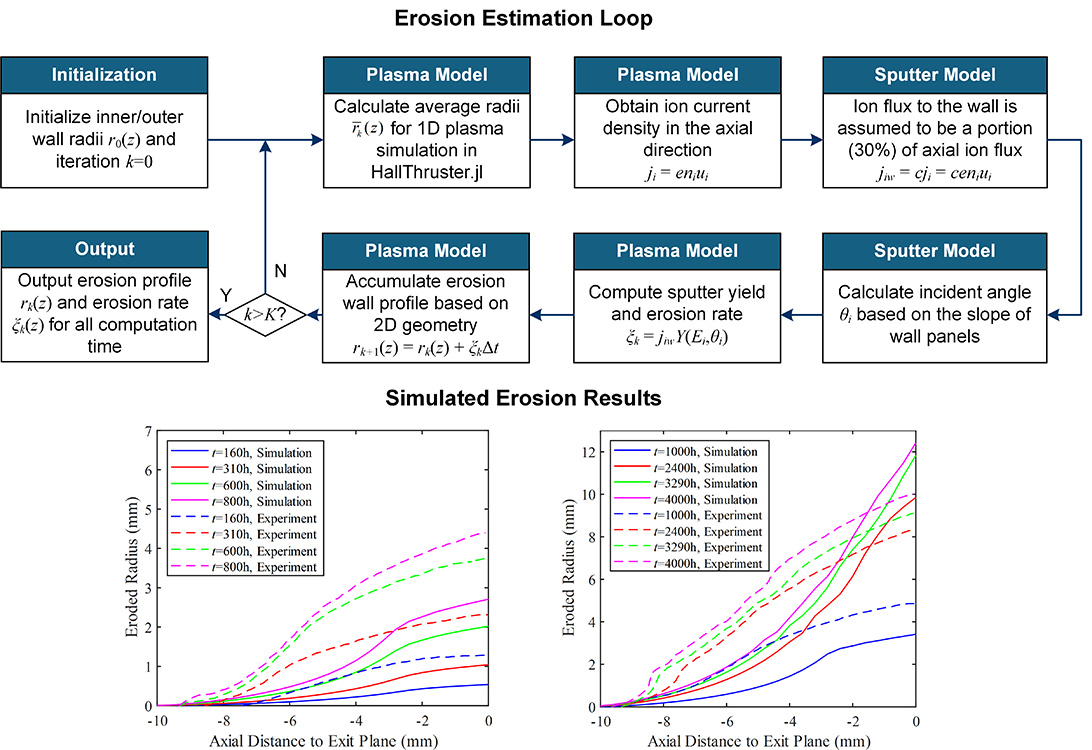 Erosion Estimation Loop
Initialization
Initialize inner/outer
wall radii r₀(z) and
iteration k=0
Plasma Model
Calculate average radii
r̅ₖ(z) for 1D plasma
simulation in
HallThruster.jl
Plasma Model
Obtain ion current
density in the axial
direction
jᵢ = enᵢuᵢ
Sputter Model
Ion flux to the wall is
assumed to be a portion
(30%) of axial ion flux
j_iw = cjᵢ = cenᵢuᵢ
Sputter Model
Calculate incident angle
θᵢ based on the slope of
wall panels
Plasma Model
Compute sputter yield
and erosion rate
ξₖ = j_iwY(Eᵢ,θᵢ)
Plasma Model
Accumulate erosion
wall profile based on
2D geometry
rₖ₊₁(z) = rₖ(z) + ξₖΔt
k>K?
N
Y
Output
Output erosion profile
rₖ(z) and erosion rate
ξₖ(z) for all computation
time
Simulated Erosion Results
Eroded Radius (mm)
7
6
5
4
3
2
1
0
t=160h, Simulation
t=310h, Simulation
t=600h, Simulation
t=800h, Simulation
t=160h, Experiment
t=310h, Experiment
t=600h, Experiment
t=800h, Experiment
-10 -8 -6 -4 -2 0
Axial Distance to Exit Plane (mm)
Eroded Radius (mm)
12
10
8
6
4
2
0
t=1000h, Simulation
t=2400h, Simulation
t=3290h, Simulation
t=4000h, Simulation
t=1000h, Experiment
t=2400h, Experiment
t=3290h, Experiment
t=4000h, Experiment
-10 -8 -6 -4 -2 0
Axial Distance to Exit Plane (mm)